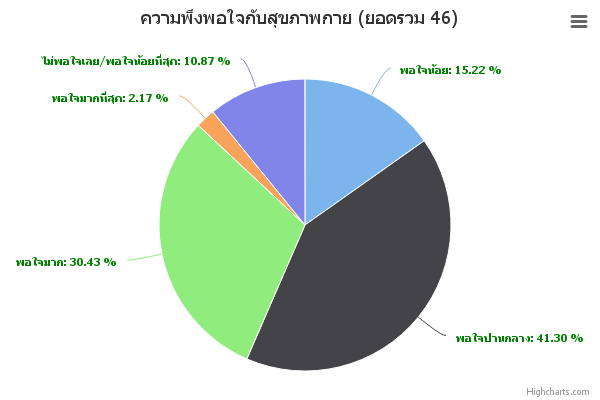 ความพึงพอใจกับสุขภาพกาย (ยอดรวม 46)
ไม่พอใจเลย/พอใจน้อยที่สุด: 10.87 %
พอใจน้อย: 15.22 %
พอใจมากที่สุด: 2.17 %
พอใจมาก: 30.43 %
พอใจปานกลาง: 41.30 %
Highcharts.com